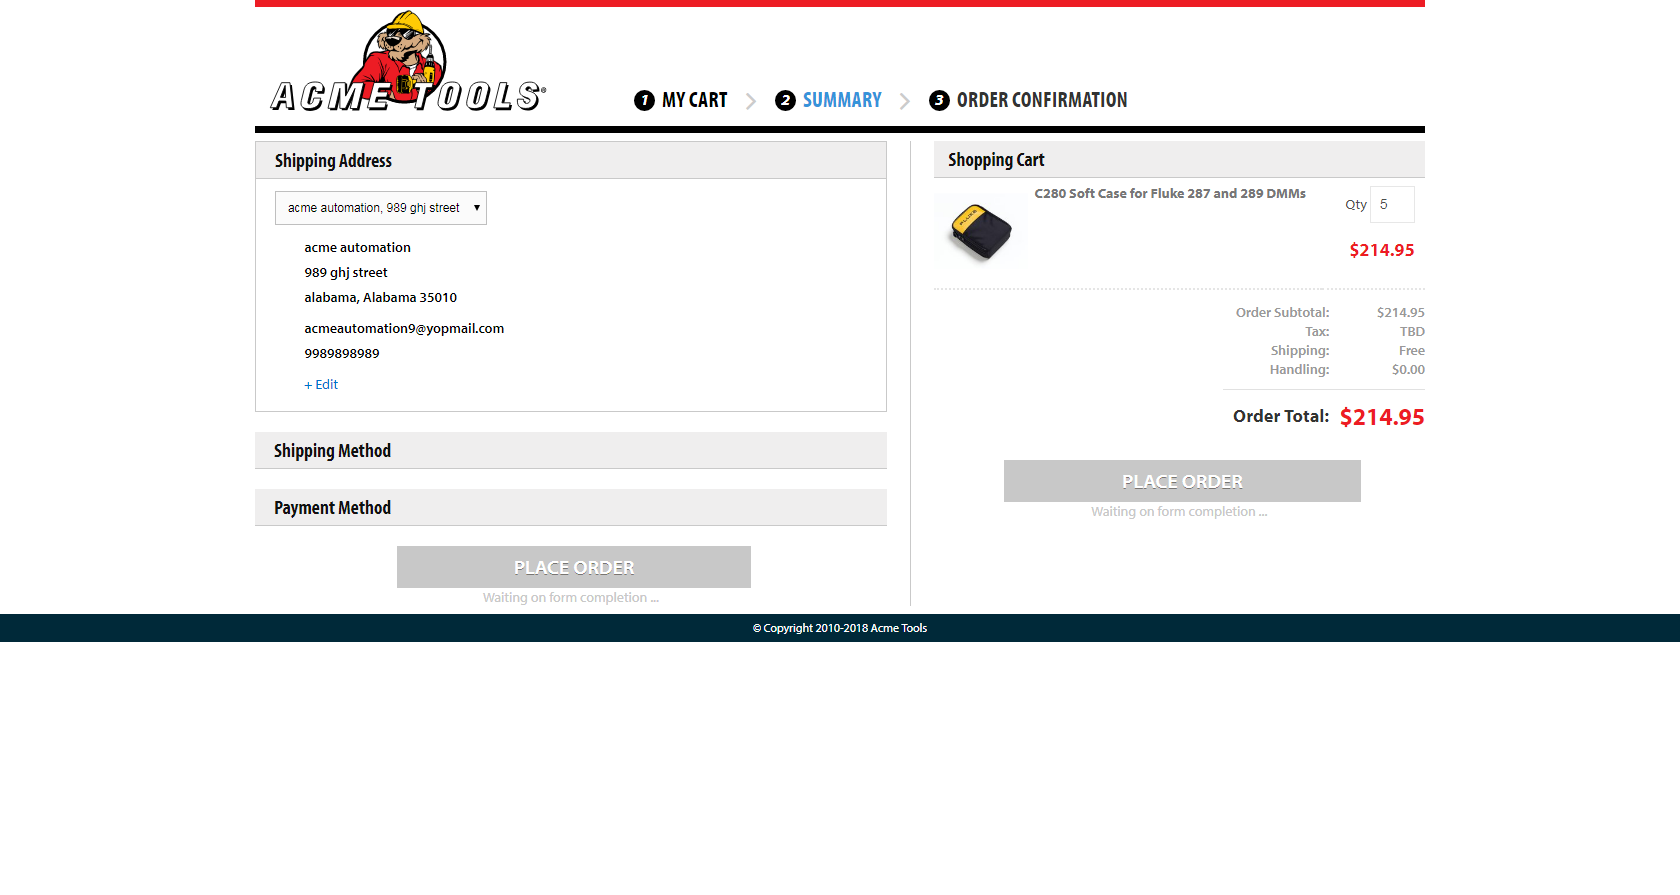 ACME TOOLS®
1 MY CART
2 SUMMARY
3 ORDER CONFIRMATION
Shipping Address
acme automation, 989 ghj street
acme automation
989 ghj street
alabama, Alabama 35010
acmeautomation9@yopmail.com
9989898989
+ Edit
Shipping Method
Payment Method
PLACE ORDER
Waiting on form completion ...
Shopping Cart
FLUKE
C280 Soft Case for Fluke 287 and 289 DMMs
Qty 5
$214.95
Order Subtotal: $214.95
Tax: TBD
Shipping: Free
Handling: $0.00
Order Total: $214.95
PLACE ORDER
Waiting on form completion ...
© Copyright 2010-2018 Acme Tools